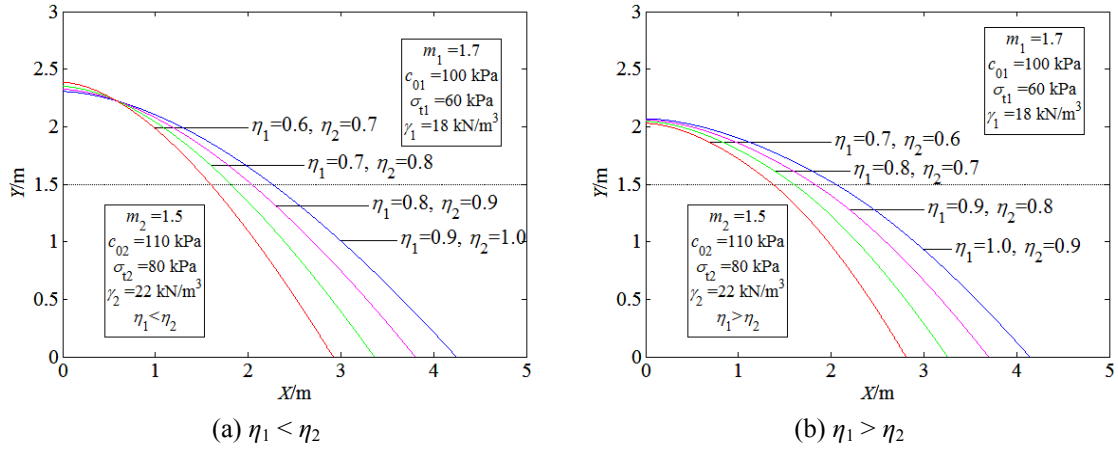 3
2.5
2
1.5
1
0.5
0
Y/m
m₁ =1.7
c₀₁ =100 kPa
σₜ₁ =60 kPa
γ₁ =18 kN/m³
η₁=0.6, η₂=0.7
η₁=0.7, η₂=0.8
η₁=0.8, η₂=0.9
η₁=0.9, η₂=1.0
m₂ =1.5
c₀₂ =110 kPa
σₜ₂ =80 kPa
γ₂ =22 kN/m³
η₁<η₂
0 1 2 3 4 5
X/m
(a) η₁ < η₂
3
2.5
2
1.5
1
0.5
0
Y/m
m₁ =1.7
c₀₁ =100 kPa
σₜ₁ =60 kPa
γ₁ =18 kN/m³
η₁=0.7, η₂=0.6
η₁=0.8, η₂=0.7
η₁=0.9, η₂=0.8
η₁=1.0, η₂=0.9
m₂ =1.5
c₀₂ =110 kPa
σₜ₂ =80 kPa
γ₂ =22 kN/m³
η₁>η₂
0 1 2 3 4 5
X/m
(b) η₁ > η₂